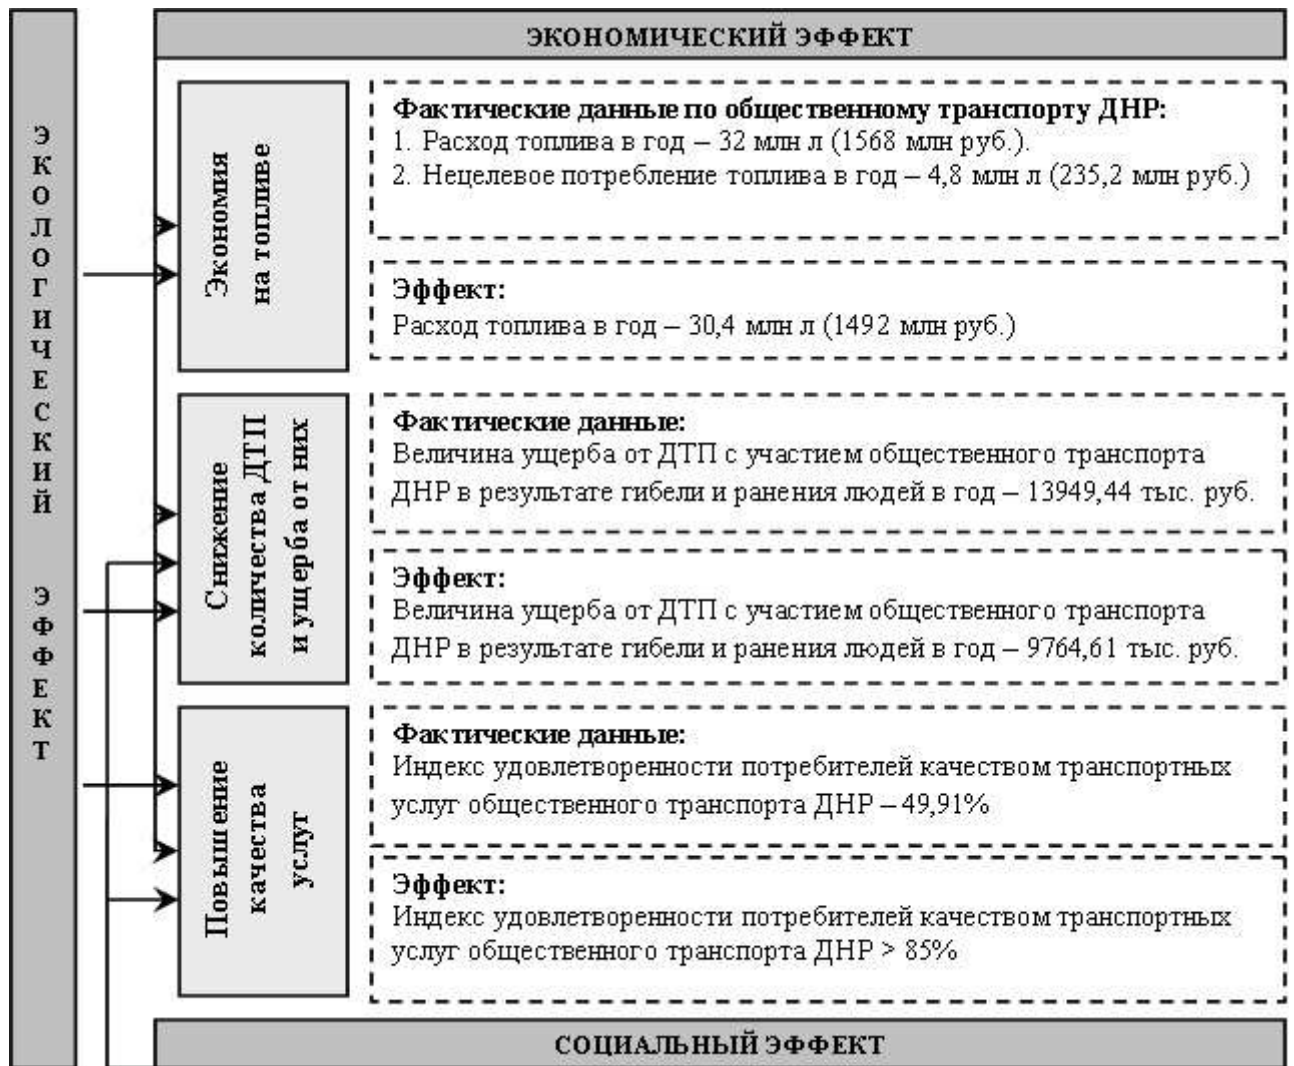 ЭКОНОМИЧЕСКИЙ ЭФФЕКТ
ЭКОЛОГИЧЕСКИЙ ЭФФЕКТ
Экономия
на топливе
Фактические данные по общественному транспорту ДНР:
1. Расход топлива в год – 32 млн л (1568 млн руб.).
2. Нецелевое потребление топлива в год – 4,8 млн л (235,2 млн руб.)
Эффект:
Расход топлива в год – 30,4 млн л (1492 млн руб.)
Снижение
количества ДТП
и ущерба от них
Фактические данные:
Величина ущерба от ДТП с участием общественного транспорта
ДНР в результате гибели и ранения людей в год – 13949,44 тыс. руб.
Эффект:
Величина ущерба от ДТП с участием общественного транспорта
ДНР в результате гибели и ранения людей в год – 9764,61 тыс. руб.
Повышение
качества
услуг
Фактические данные:
Индекс удовлетворенности потребителей качеством транспортных
услуг общественного транспорта ДНР – 49,91%
Эффект:
Индекс удовлетворенности потребителей качеством транспортных
услуг общественного транспорта ДНР > 85%
СОЦИАЛЬНЫЙ ЭФФЕКТ